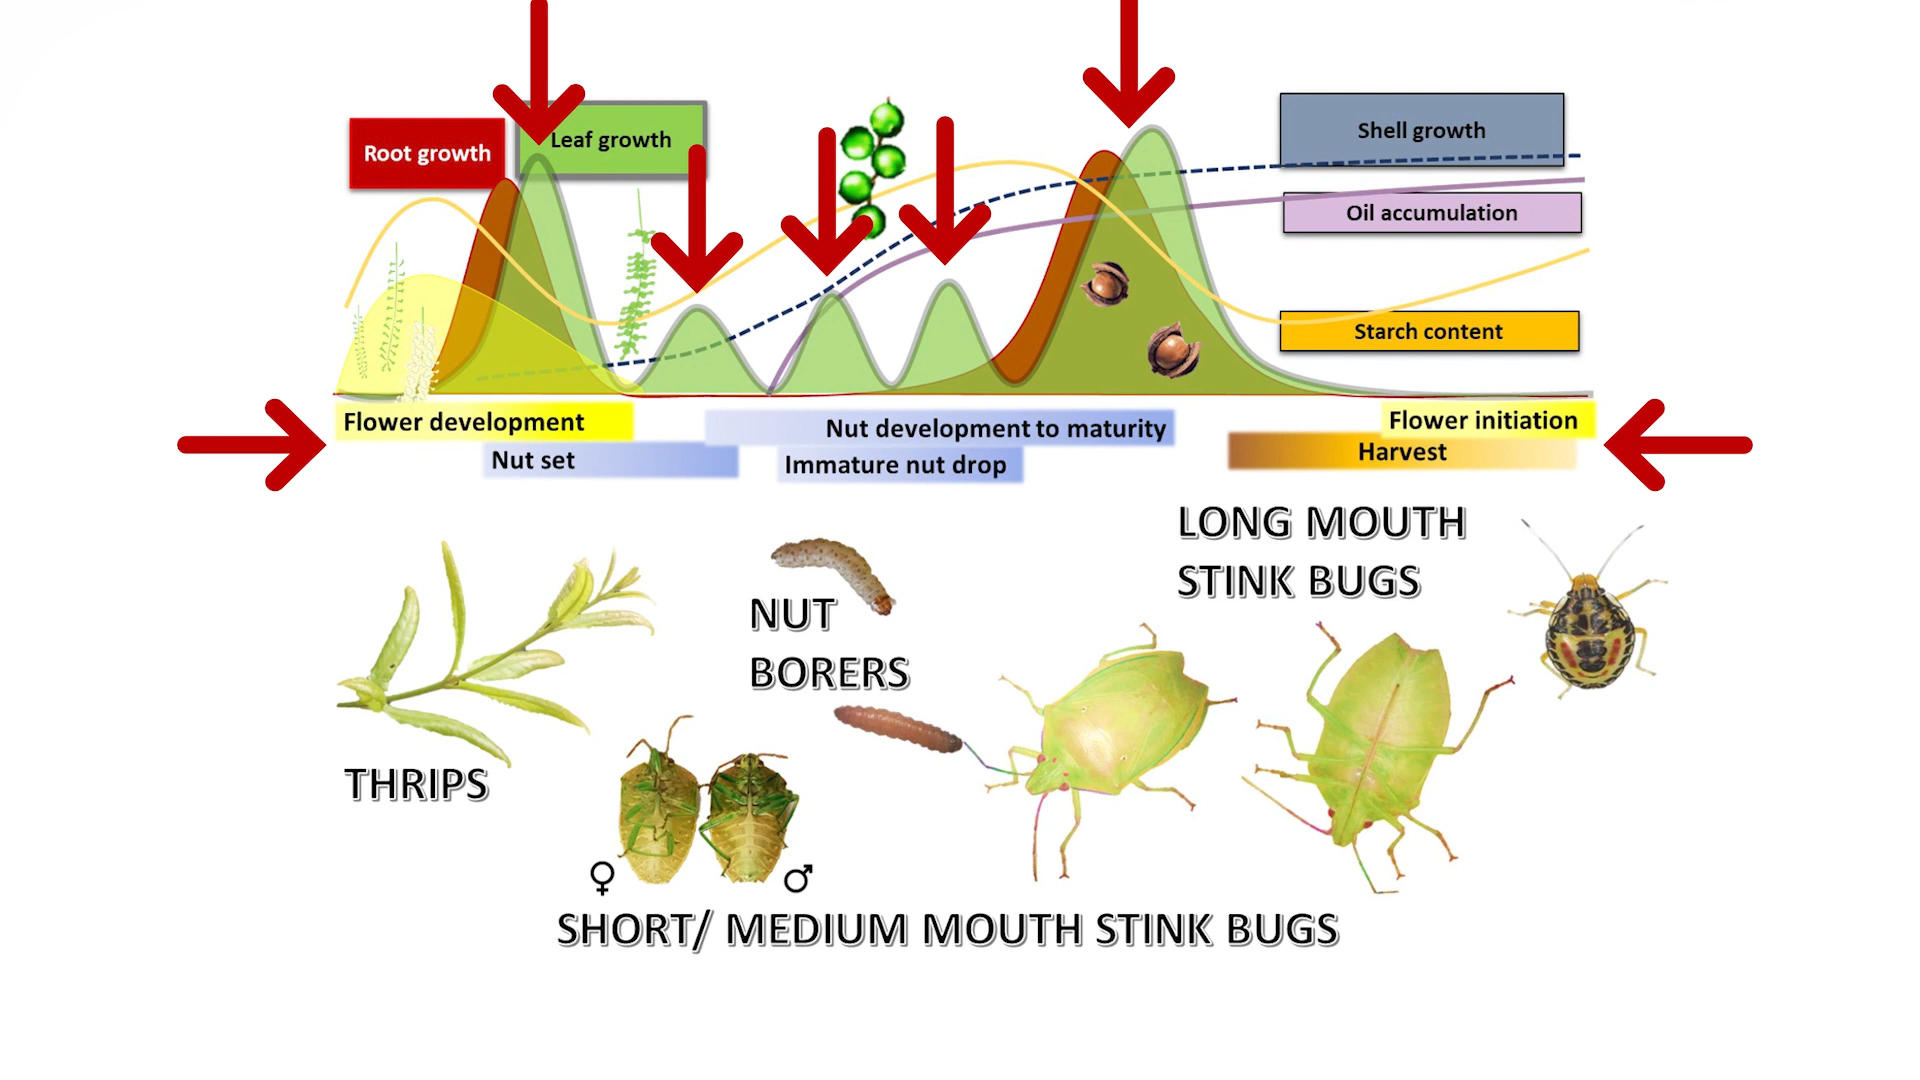 Root growth
Leaf growth
Shell growth
Oil accumulation
Starch content
Flower development
Nut set
Nut development to maturity
Immature nut drop
Flower initiation
Harvest
LONG MOUTH
STINK BUGS
NUT
BORERS
THRIPS
♀
♂
SHORT/ MEDIUM MOUTH STINK BUGS